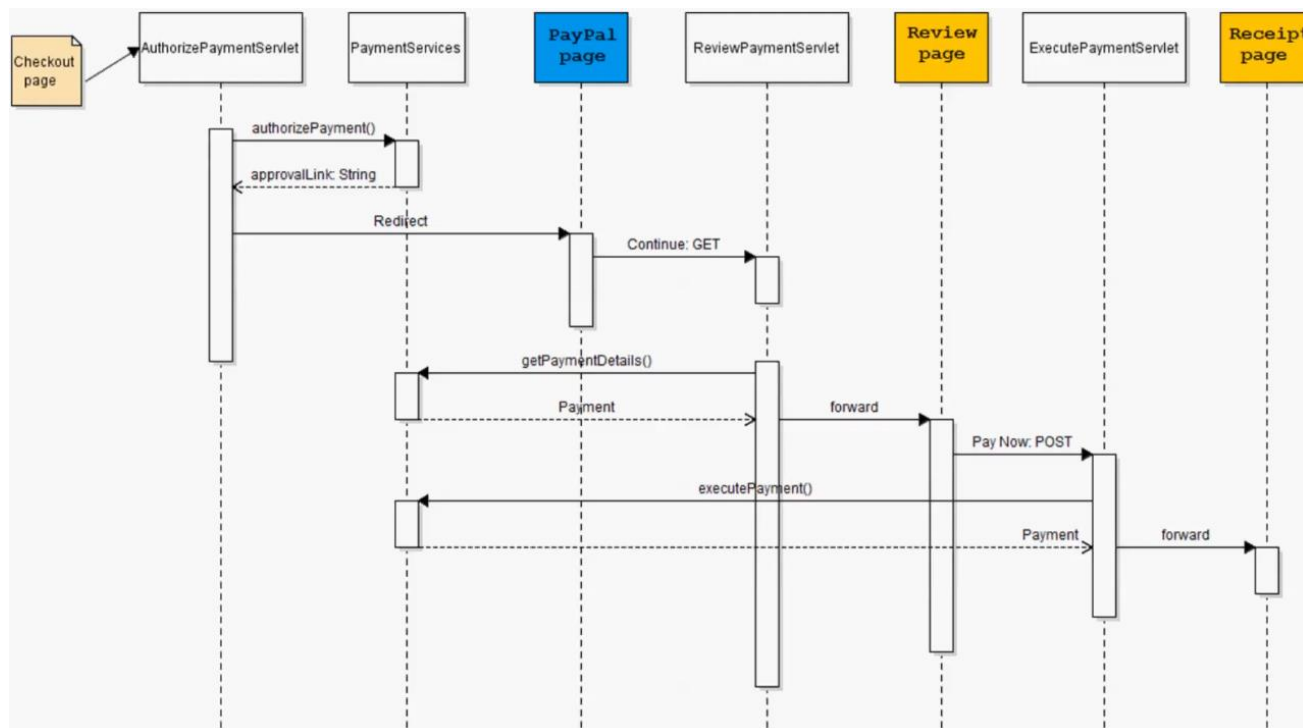 Checkout
page
AuthorizePaymentServlet
PaymentServices
PayPal
page
ReviewPaymentServlet
Review
page
ExecutePaymentServlet
Receipt
page
authorizePayment()
approvalLink: String
Redirect
Continue: GET
getPaymentDetails()
Payment
forward
Pay Now: POST
executePayment()
Payment
forward